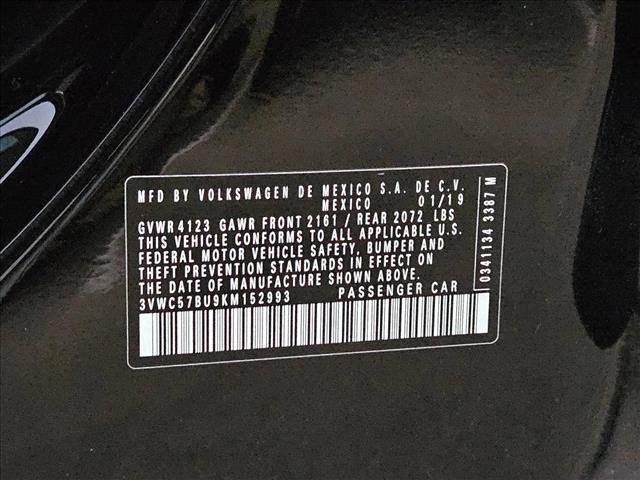 MFD BY VOLKSWAGEN DE MEXICO S.A. DE C.V.
MEXICO 01/19
GVWR 4123 GAWR FRONT 2161 / REAR 2072 LBS
THIS VEHICLE CONFORMS TO ALL APPLICABLE U.S.
FEDERAL MOTOR VEHICLE SAFETY, BUMPER AND
THEFT PREVENTION STANDARDS IN EFFECT ON
THE DATE OF MANUFACTURE SHOWN ABOVE.
3VWC57BU9KM152993 PASSENGER CAR
0341134 3387 M